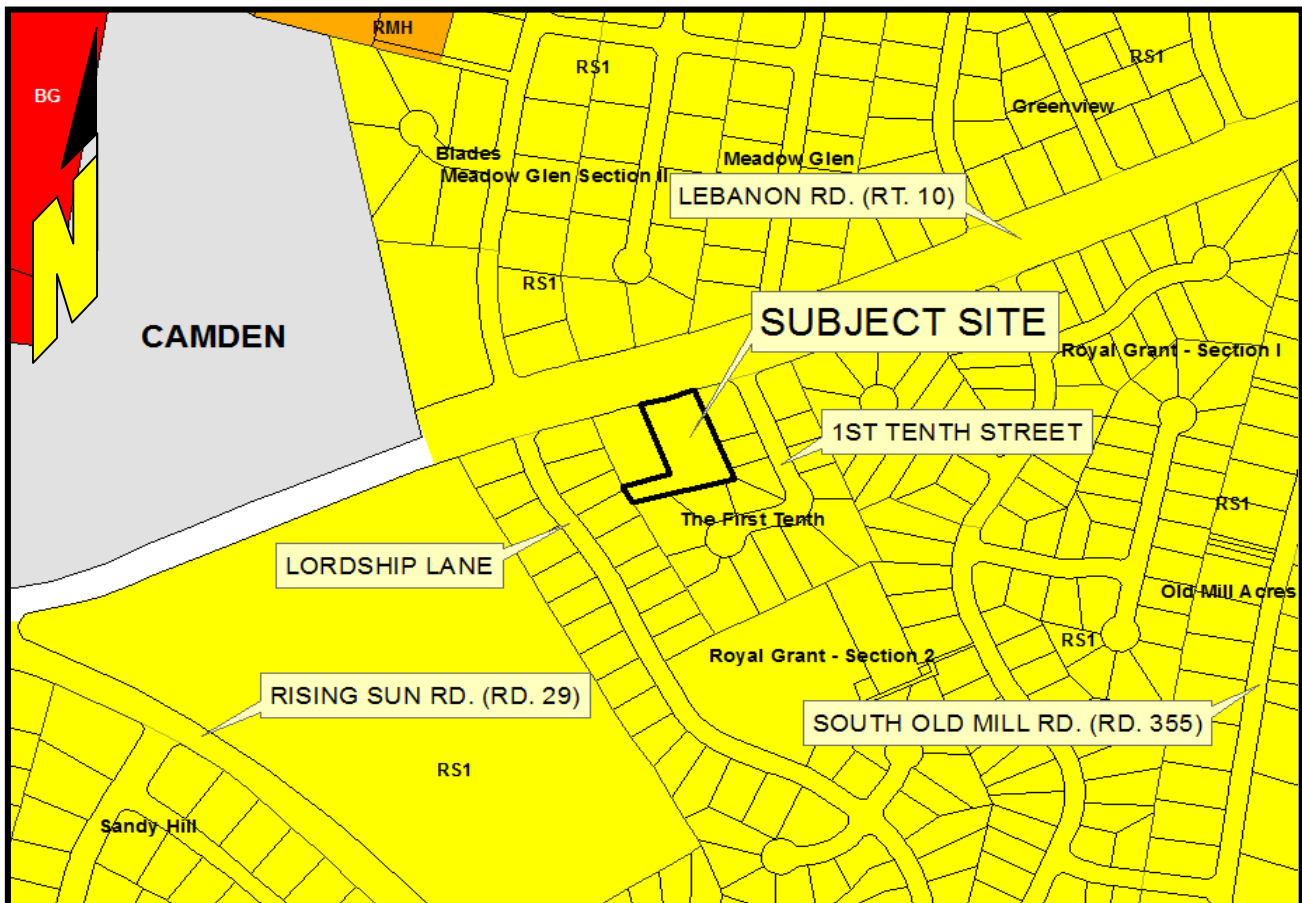 RMH
RS1
RS1
BG
Greenview
Blades
Meadow Glen
Meadow Glen Section II
LEBANON RD. (RT. 10)
RS1
SUBJECT SITE
CAMDEN
Royal Grant - Section I
1ST TENTH STREET
RS1
The First Tenth
LORDSHIP LANE
Old Mill Acres
RS1
Royal Grant - Section 2
RISING SUN RD. (RD. 29)
SOUTH OLD MILL RD. (RD. 355)
RS1
Sandy Hill
N